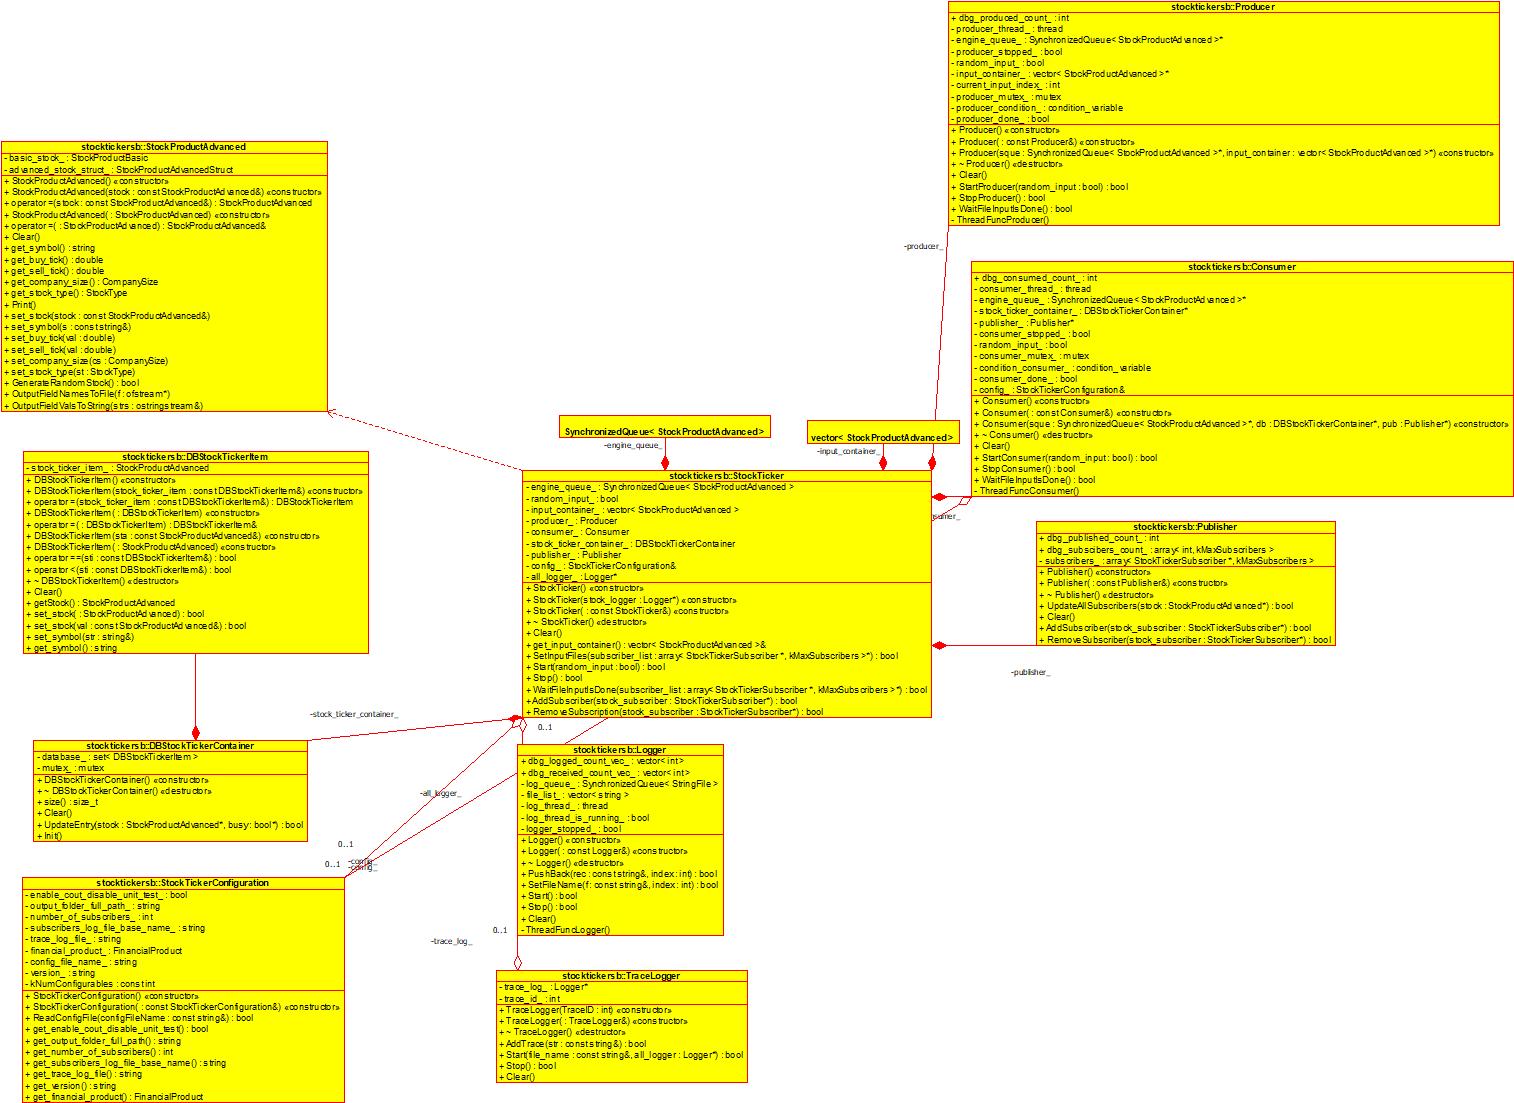 stocktickersb::Producer
+ dbg_produced_count_ : int
- producer_thread_ : thread
- engine_queue_ : SynchronizedQueue< StockProductAdvanced >*
- producer_stopped_ : bool
- random_input_ : bool
- input_container_ : vector< StockProductAdvanced >*
- current_input_index_ : int
- producer_mutex_ : mutex
- producer_condition_ : condition_variable
- producer_done_ : bool
+ Producer() «constructor»
+ Producer( : const Producer&) «constructor»
+ Producer(sque : SynchronizedQueue< StockProductAdvanced >*, input_container : vector< StockProductAdvanced >*) «constructor»
+ ~ Producer() «destructor»
+ Clear()
+ StartProducer(random_input : bool) : bool
+ StopProducer() : bool
+ WaitFileInputIsDone() : bool
- ThreadFuncProducer()
-producer_
stocktickersb::StockProductAdvanced
- basic_stock_ : StockProductBasic
- advanced_stock_struct_ : StockProductAdvancedStruct
+ StockProductAdvanced() «constructor»
+ StockProductAdvanced(stock : const StockProductAdvanced&) «constructor»
+ operator =(stock : const StockProductAdvanced&) : StockProductAdvanced
+ StockProductAdvanced( : StockProductAdvanced) «constructor»
+ operator =( : StockProductAdvanced) : StockProductAdvanced&
+ Clear()
+ get_symbol() : string
+ get_buy_tick() : double
+ get_sell_tick() : double
+ get_company_size() : CompanySize
+ get_stock_type() : StockType
+ Print()
+ set_stock(stock : const StockProductAdvanced&)
+ set_symbol(s : const string&)
+ set_buy_tick(val : double)
+ set_sell_tick(val : double)
+ set_company_size(cs : CompanySize)
+ set_stock_type(st : StockType)
+ GenerateRandomStock() : bool
+ OutputFieldNamesToFile(f : ofstream*)
+ OutputFieldValsToString(strs : ostringstream&)
stocktickersb::Consumer
+ dbg_consumed_count_ : int
- consumer_thread_ : thread
- engine_queue_ : SynchronizedQueue< StockProductAdvanced >*
- stock_ticker_container_ : DBStockTickerContainer*
- publisher_ : Publisher*
- consumer_stopped_ : bool
- random_input_ : bool
- consumer_mutex_ : mutex
- condition_consumer_ : condition_variable
- consumer_done_ : bool
- config_ : StockTickerConfiguration&
+ Consumer() «constructor»
+ Consumer( : const Consumer&) «constructor»
+ Consumer(sque : SynchronizedQueue< StockProductAdvanced >*, db : DBStockTickerContainer*, pub : Publisher*) «constructor»
+ ~ Consumer() «destructor»
+ Clear()
+ StartConsumer(random_input : bool) : bool
+ StopConsumer() : bool
+ WaitFileInputIsDone() : bool
- ThreadFuncConsumer()
SynchronizedQueue< StockProductAdvanced >
-engine_queue_
vector< StockProductAdvanced >
-input_container_
sumer_
stocktickersb::DBStockTickerItem
- stock_ticker_item_ : StockProductAdvanced
+ DBStockTickerItem() «constructor»
+ DBStockTickerItem(stock_ticker_item : const DBStockTickerItem&) «constructor»
+ operator =(stock_ticker_item : const DBStockTickerItem&) : DBStockTickerItem
+ DBStockTickerItem( : DBStockTickerItem) «constructor»
+ operator =( : DBStockTickerItem) : DBStockTickerItem&
+ DBStockTickerItem(sta : const StockProductAdvanced&) «constructor»
+ DBStockTickerItem( : StockProductAdvanced) «constructor»
+ operator ==(sti : const DBStockTickerItem&) : bool
+ operator <(sti : const DBStockTickerItem&) : bool
+ ~ DBStockTickerItem() «destructor»
+ Clear()
+ getStock() : StockProductAdvanced
+ set_stock( : StockProductAdvanced) : bool
+ set_stock(val : const StockProductAdvanced&) : bool
+ set_symbol(str : string&)
+ get_symbol() : string
stocktickersb::StockTicker
- engine_queue_ : SynchronizedQueue< StockProductAdvanced >
- random_input_ : bool
- input_container_ : vector< StockProductAdvanced >
- producer_ : Producer
- consumer_ : Consumer
- stock_ticker_container_ : DBStockTickerContainer
- publisher_ : Publisher
- config_ : StockTickerConfiguration&
- all_logger_ : Logger*
+ StockTicker() «constructor»
+ StockTicker(stock_logger : Logger*) «constructor»
+ StockTicker( : const StockTicker&) «constructor»
+ ~ StockTicker() «destructor»
+ Clear()
+ get_input_container() : vector< StockProductAdvanced >&
+ SetInputFiles(subscriber_list : array< StockTickerSubscriber *, kMaxSubscribers >*) : bool
+ Start(random_input : bool) : bool
+ Stop() : bool
+ WaitFileInputIsDone(subscriber_list : array< StockTickerSubscriber *, kMaxSubscribers >*) : bool
+ AddSubscriber(stock_subscriber : StockTickerSubscriber*) : bool
+ RemoveSubscription(stock_subscriber : StockTickerSubscriber*) : bool
stocktickersb::Publisher
+ dbg_published_count_ : int
+ dbg_subscribers_count_ : array< int, kMaxSubscribers >
- subscribers_ : array< StockTickerSubscriber *, kMaxSubscribers >
+ Publisher() «constructor»
+ Publisher( : const Publisher&) «constructor»
+ ~ Publisher() «destructor»
+ UpdateAllSubscribers(stock : StockProductAdvanced*) : bool
+ Clear()
+ AddSubscriber(stock_subscriber : StockTickerSubscriber*) : bool
+ RemoveSubscriber(stock_subscriber : StockTickerSubscriber*) : bool
-publisher_
-stock_ticker_container_
0..1
stocktickersb::DBStockTickerContainer
- database_ : set< DBStockTickerItem >
- mutex_ : mutex
+ DBStockTickerContainer() «constructor»
+ ~ DBStockTickerContainer() «destructor»
+ size() : size_t
+ Clear()
+ UpdateEntry(stock : StockProductAdvanced*, busy: bool*) : bool
+ Init()
stocktickersb::Logger
+ dbg_logged_count_vec_ : vector< int >
+ dbg_received_count_vec_ : vector< int >
- log_queue_ : SynchronizedQueue< StringFile >
- file_list_ : vector< string >
- log_thread_ : thread
- log_thread_is_running_ : bool
- logger_stopped_ : bool
+ Logger() «constructor»
+ Logger( : const Logger&) «constructor»
+ ~ Logger() «destructor»
+ PushBack(rec : const string&, index : int) : bool
+ SetFileName(f : const string&, index : int) : bool
+ Start() : bool
+ Stop() : bool
+ Clear()
- ThreadFuncLogger()
-all_logger_
0..1
0..1
-config_
-config_
stocktickersb::StockTickerConfiguration
- enable_cout_disable_unit_test_ : bool
- output_folder_full_path_ : string
- number_of_subscribers_ : int
- subscribers_log_file_base_name_ : string
- trace_log_file_ : string
- financial_product_ : FinancialProduct
- config_file_name_ : string
- version_ : string
- kNumConfigurables : const int
+ StockTickerConfiguration() «constructor»
+ StockTickerConfiguration( : const StockTickerConfiguration&) «constructor»
+ ReadConfigFile(configFileName : const string&) : bool
+ get_enable_cout_disable_unit_test() : bool
+ get_output_folder_full_path() : string
+ get_number_of_subscribers() : int
+ get_subscribers_log_file_base_name() : string
+ get_trace_log_file() : string
+ get_version() : string
+ get_financial_product() : FinancialProduct
0..1
-trace_log_
stocktickersb::TraceLogger
- trace_log_ : Logger*
- trace_id_ : int
+ TraceLogger(TraceID : int) «constructor»
+ TraceLogger( : TraceLogger&) «constructor»
+ ~ TraceLogger() «destructor»
+ AddTrace(str : const string&) : bool
+ Start(file_name : const string&, all_logger : Logger*) : bool
+ Stop() : bool
+ Clear()